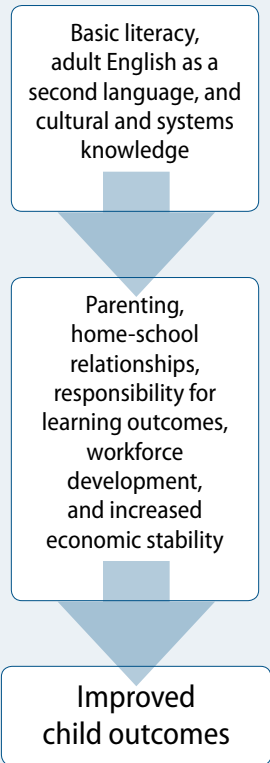 Basic literacy,
adult English as a
second language, and
cultural and systems
knowledge
Parenting,
home-school
relationships,
responsibility for
learning outcomes,
workforce
development,
and increased
economic stability
Improved
child outcomes